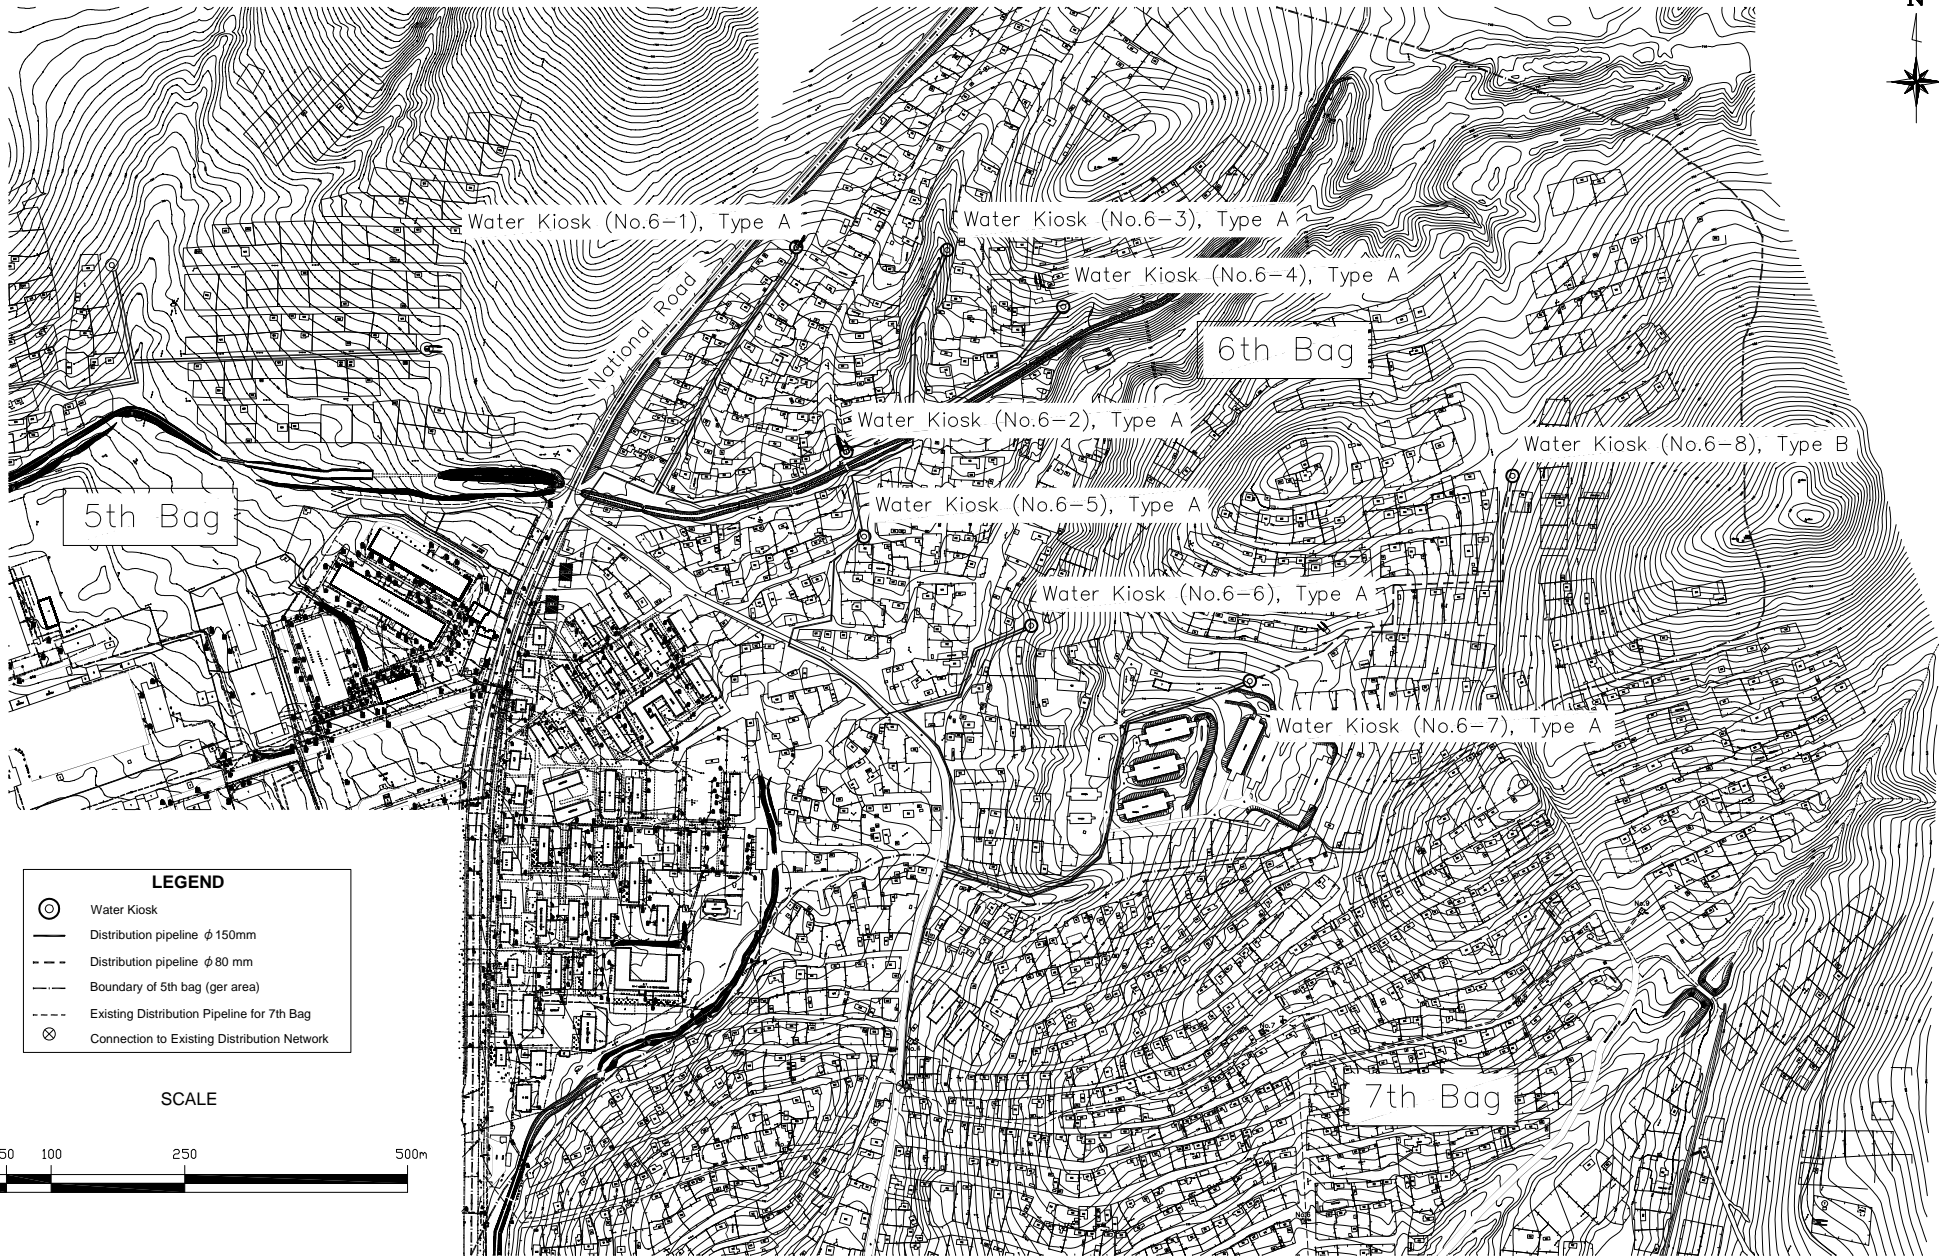 N
Water Kiosk (No.6-1), Type A
Water Kiosk (No.6-3), Type A
Water Kiosk (No.6-4), Type A
National Road
6th Bag
Water Kiosk (No.6-2), Type A
Water Kiosk (No.6-8), Type B
5th Bag
Water Kiosk (No.6-5), Type A
Water Kiosk (No.6-6), Type A
Water Kiosk (No.6-7), Type A
LEGEND
Water Kiosk
Distribution pipeline ϕ150mm
Distribution pipeline ϕ80 mm
Boundary of 5th bag (ger area)
Existing Distribution Pipeline for 7th Bag
Connection to Existing Distribution Network
No.9
No.7
7th Bag
SCALE
50 100 250 500m